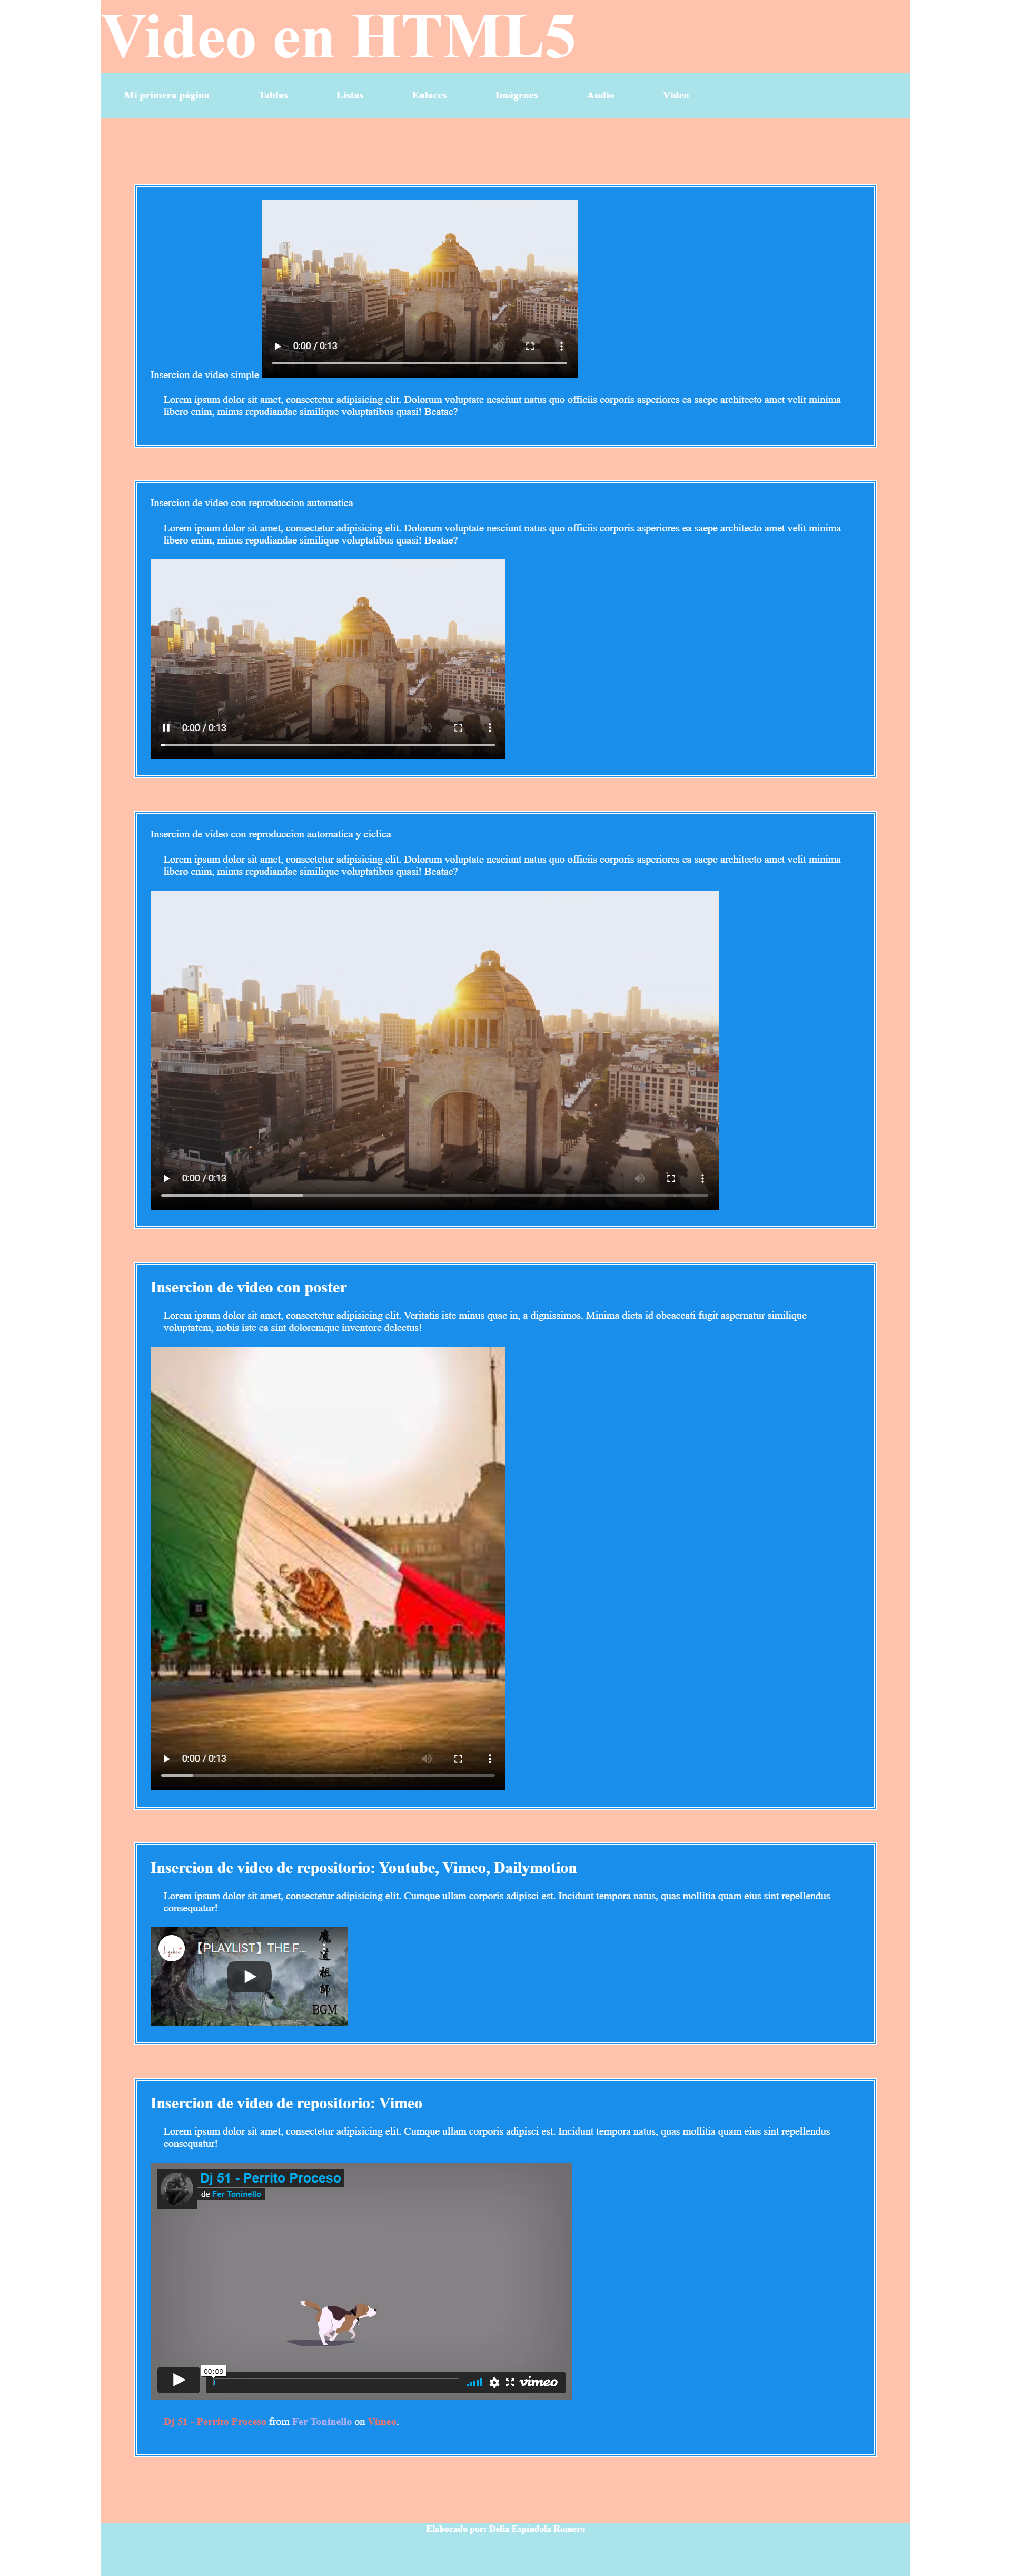 Video en HTML5
Mi primera página Tablas Listas Enlaces Imágenes Audio Video
0:00 / 0:13
Insercion de video simple
Lorem ipsum dolor sit amet, consectetur adipisicing elit. Dolorum voluptate nesciunt natus quo officiis corporis asperiores ea saepe architecto amet velit minima
libero enim, minus repudiandae similique voluptatibus quasi! Beatae?
Insercion de video con reproduccion automatica
Lorem ipsum dolor sit amet, consectetur adipisicing elit. Dolorum voluptate nesciunt natus quo officiis corporis asperiores ea saepe architecto amet velit minima
libero enim, minus repudiandae similique voluptatibus quasi! Beatae?
0:00 / 0:13
Insercion de video con reproduccion automatica y ciclica
Lorem ipsum dolor sit amet, consectetur adipisicing elit. Dolorum voluptate nesciunt natus quo officiis corporis asperiores ea saepe architecto amet velit minima
libero enim, minus repudiandae similique voluptatibus quasi! Beatae?
0:00 / 0:13
Insercion de video con poster
Lorem ipsum dolor sit amet, consectetur adipisicing elit. Veritatis iste minus quae in, a dignissimos. Minima dicta id obcaecati fugit aspernatur similique
voluptatem, nobis iste ea sint doloremque inventore delectus!
0:00 / 0:13
Insercion de video de repositorio: Youtube, Vimeo, Dailymotion
Lorem ipsum dolor sit amet, consectetur adipisicing elit. Cumque ullam corporis adipisci est. Incidunt tempora natus, quas mollitia quam eius sint repellendus
consequatur!
【PLAYLIST】THE F...
魔道祖師
BGM
Insercion de video de repositorio: Vimeo
Lorem ipsum dolor sit amet, consectetur adipisicing elit. Cumque ullam corporis adipisci est. Incidunt tempora natus, quas mollitia quam eius sint repellendus
consequatur!
Dj 51 - Perrito Proceso
de Fer Toninello
00:09
vimeo
Dj 51 - Perrito Proceso from Fer Toninello on Vimeo.
Elaborado por: Delia Espindola Romero